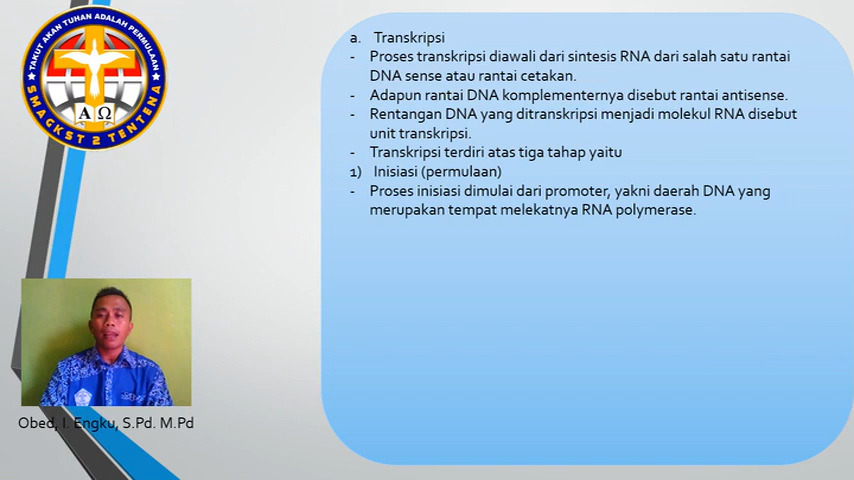 TAKUT AKAN TUHAN ADALAH PERMULAAN
A Ω
SMAGKST 2 TENTENA
a. Transkripsi
- Proses transkripsi diawali dari sintesis RNA dari salah satu rantai
DNA sense atau rantai cetakan.
- Adapun rantai DNA komplementernya disebut rantai antisense.
- Rentangan DNA yang ditranskripsi menjadi molekul RNA disebut
unit transkripsi.
- Transkripsi terdiri atas tiga tahap yaitu
1) Inisiasi (permulaan)
- Proses inisiasi dimulai dari promoter, yakni daerah DNA yang
merupakan tempat melekatnya RNA polymerase.
Obed, I. Engku, S.Pd. M.Pd